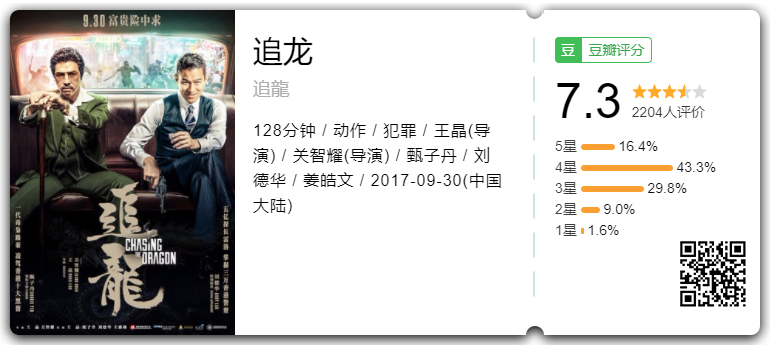 9.30 富贵险中求
追
龍
CHASING
THE DRAGON
追龙
追龍
128分钟 / 动作 / 犯罪 / 王晶(导
演) / 关智耀(导演) / 甄子丹 / 刘
德华 / 姜皓文 / 2017-09-30(中国
大陆)
豆 豆瓣评分
7.3
2204人评价
5星 16.4%
4星 43.3%
3星 29.8%
2星 9.0%
1星 1.6%